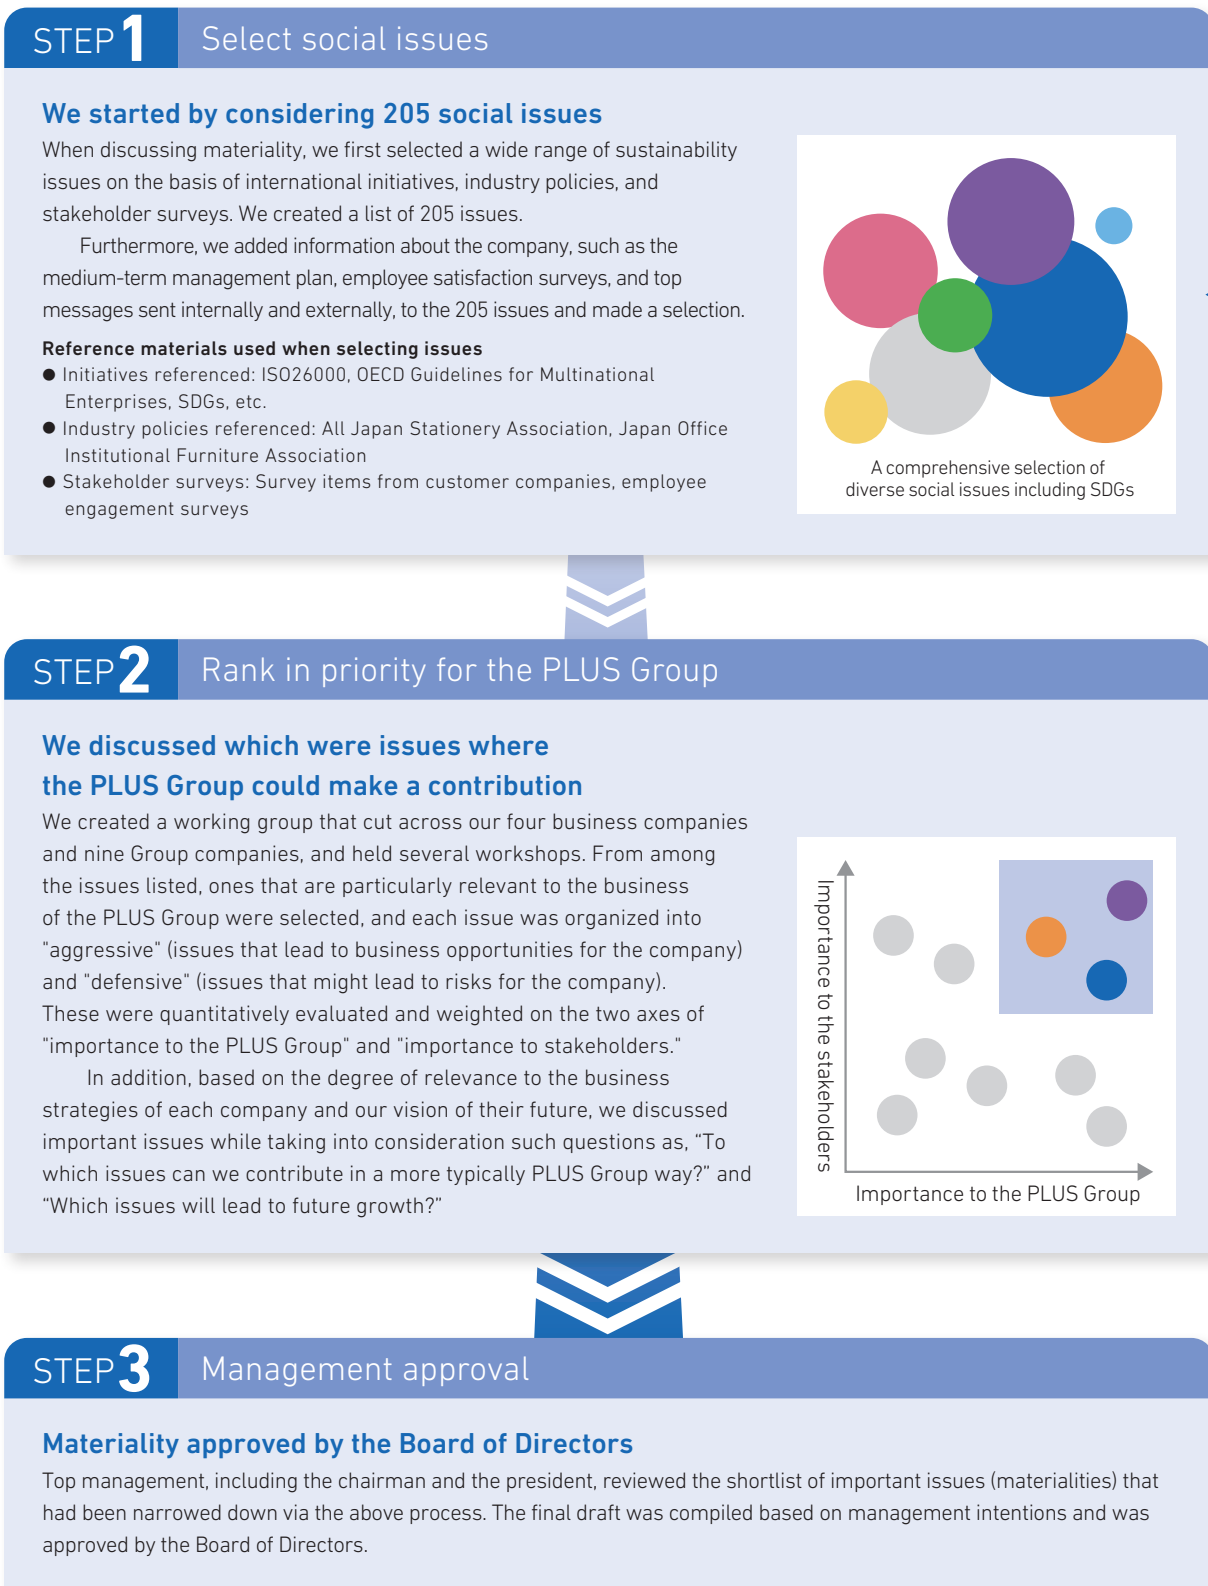 STEP 1 Select social issues
We started by considering 205 social issues
When discussing materiality, we first selected a wide range of sustainability
issues on the basis of international initiatives, industry policies, and
stakeholder surveys. We created a list of 205 issues.
Furthermore, we added information about the company, such as the
medium-term management plan, employee satisfaction surveys, and top
messages sent internally and externally, to the 205 issues and made a selection.
Reference materials used when selecting issues
● Initiatives referenced: ISO26000, OECD Guidelines for Multinational
Enterprises, SDGs, etc.
● Industry policies referenced: All Japan Stationery Association, Japan Office
Institutional Furniture Association
● Stakeholder surveys: Survey items from customer companies, employee
engagement surveys
A comprehensive selection of
diverse social issues including SDGs
STEP 2 Rank in priority for the PLUS Group
We discussed which were issues where
the PLUS Group could make a contribution
We created a working group that cut across our four business companies
and nine Group companies, and held several workshops. From among
the issues listed, ones that are particularly relevant to the business
of the PLUS Group were selected, and each issue was organized into
"aggressive" (issues that lead to business opportunities for the company)
and "defensive" (issues that might lead to risks for the company).
These were quantitatively evaluated and weighted on the two axes of
"importance to the PLUS Group" and "importance to stakeholders."
In addition, based on the degree of relevance to the business
strategies of each company and our vision of their future, we discussed
important issues while taking into consideration such questions as, “To
which issues can we contribute in a more typically PLUS Group way?” and
“Which issues will lead to future growth?”
Importance to the stakeholders
Importance to the PLUS Group
STEP 3 Management approval
Materiality approved by the Board of Directors
Top management, including the chairman and the president, reviewed the shortlist of important issues (materialities) that
had been narrowed down via the above process. The final draft was compiled based on management intentions and was
approved by the Board of Directors.